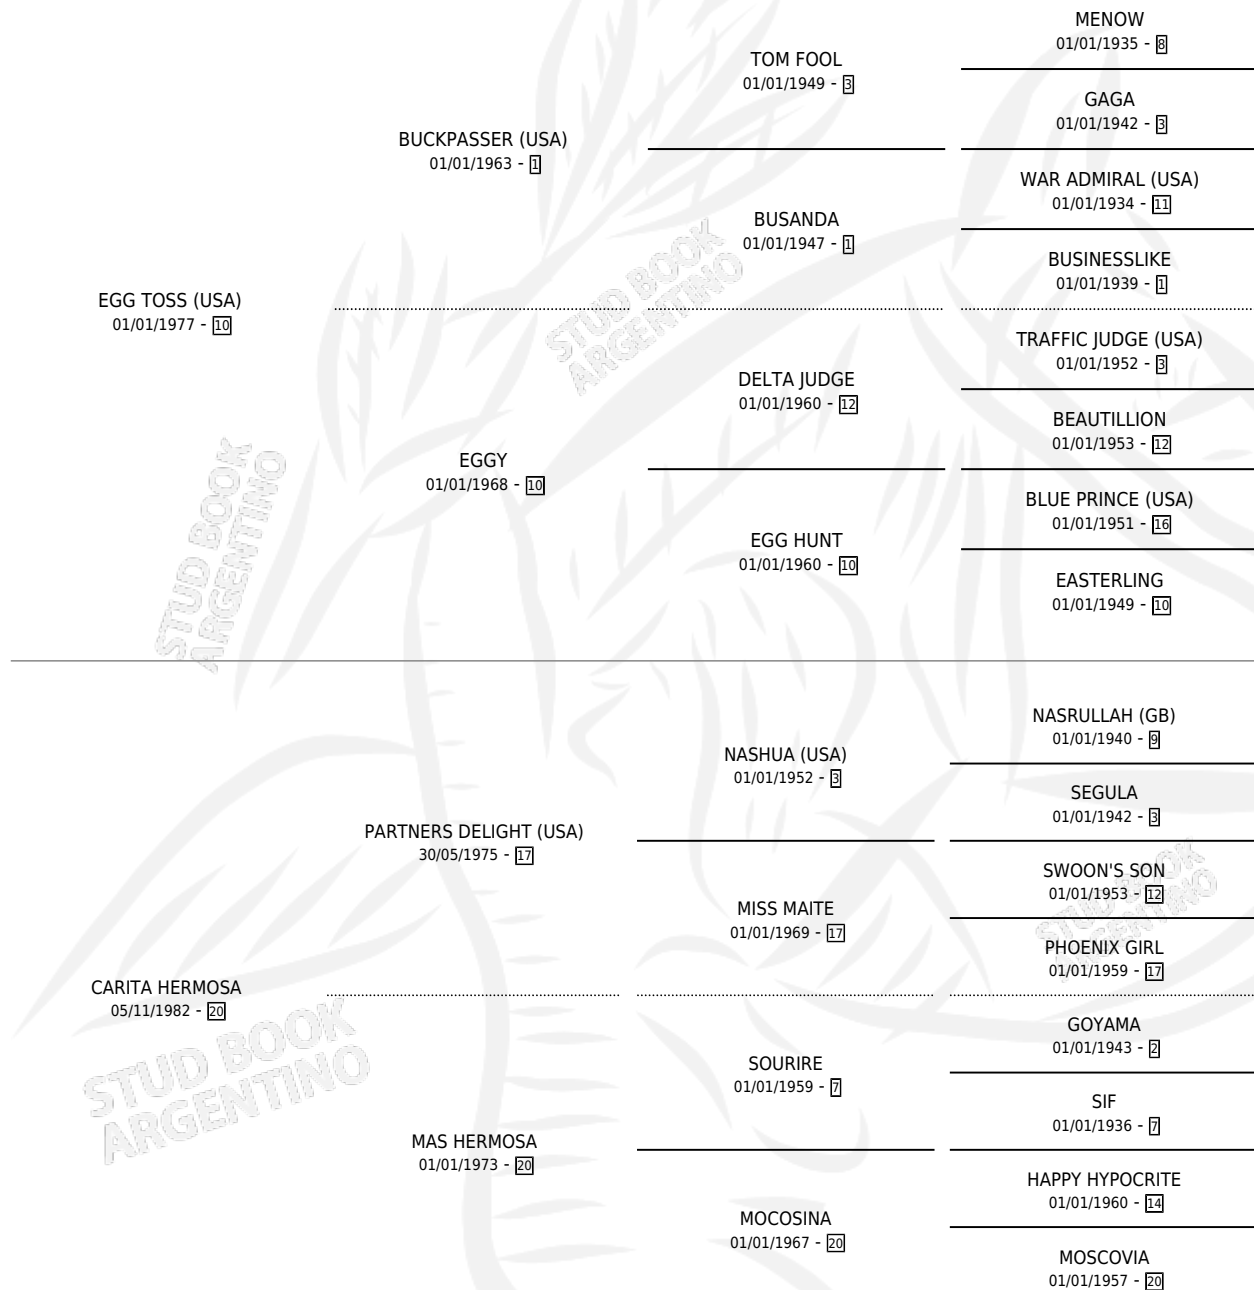 MENOW
01/01/1935 - 8
TOM FOOL
01/01/1949 - 3
GAGA
01/01/1942 - 3
BUCKPASSER (USA)
01/01/1963 - 1
WAR ADMIRAL (USA)
01/01/1934 - 11
BUSANDA
01/01/1947 - 1
BUSINESSLIKE
01/01/1939 - 1
EGG TOSS (USA)
01/01/1977 - 10
TRAFFIC JUDGE (USA)
01/01/1952 - 3
DELTA JUDGE
01/01/1960 - 12
BEAUTILLION
01/01/1953 - 12
EGGY
01/01/1968 - 10
BLUE PRINCE (USA)
01/01/1951 - 16
EGG HUNT
01/01/1960 - 10
EASTERLING
01/01/1949 - 10
NASRULLAH (GB)
01/01/1940 - 9
NASHUA (USA)
01/01/1952 - 3
SEGULA
01/01/1942 - 3
PARTNERS DELIGHT (USA)
30/05/1975 - 17
SWOON'S SON
01/01/1953 - 12
MISS MAITE
01/01/1969 - 17
PHOENIX GIRL
01/01/1959 - 17
CARITA HERMOSA
05/11/1982 - 20
GOYAMA
01/01/1943 - 2
SOURIRE
01/01/1959 - 7
SIF
01/01/1936 - 7
MAS HERMOSA
01/01/1973 - 20
HAPPY HYPOCRITE
01/01/1960 - 14
MOCOSINA
01/01/1967 - 20
MOSCOVIA
01/01/1957 - 20
STUD BOOK
ARGENTINO
STUD BOOK
ARGENTINO
STUD BOOK
ARGENTINO
STUD BOOK
ARGENTINO